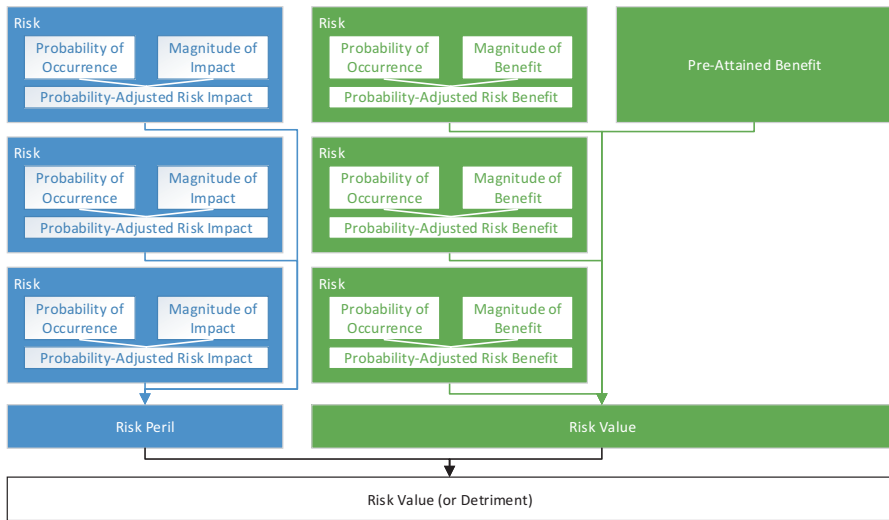 Risk
Probability of
Occurrence
Magnitude of
Impact
Probability-Adjusted Risk Impact
Risk
Probability of
Occurrence
Magnitude of
Benefit
Probability-Adjusted Risk Benefit
Pre-Attained Benefit
Risk
Probability of
Occurrence
Magnitude of
Impact
Probability-Adjusted Risk Impact
Risk
Probability of
Occurrence
Magnitude of
Benefit
Probability-Adjusted Risk Benefit
Risk
Probability of
Occurrence
Magnitude of
Impact
Probability-Adjusted Risk Impact
Risk
Probability of
Occurrence
Magnitude of
Benefit
Probability-Adjusted Risk Benefit
Risk Peril
Risk Value
Risk Value (or Detriment)